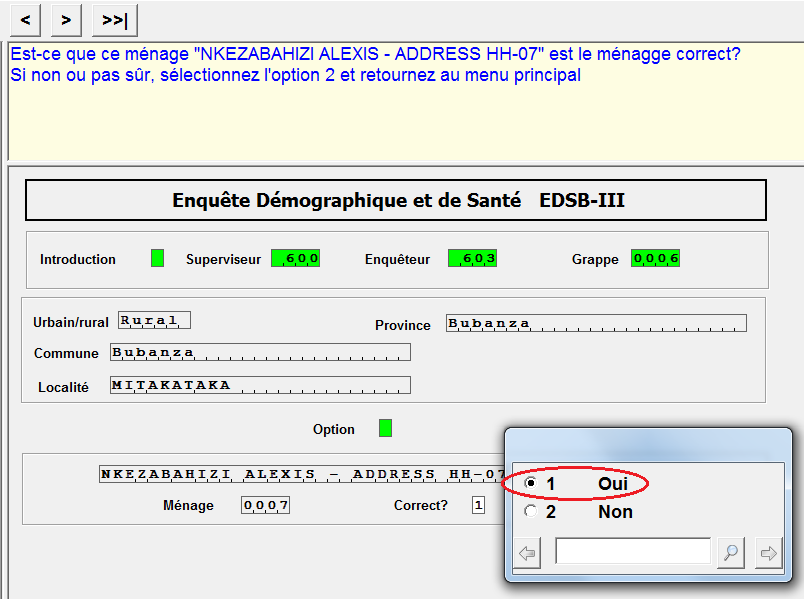 < > >>|
Est-ce que ce ménage "NKEZABAHIZI ALEXIS - ADDRESS HH-07" est le ménagge correct?
Si non ou pas sûr, sélectionnez l'option 2 et retournez au menu principal
Enquête Démographique et de Santé EDSB-III
Introduction Superviseur 600 Enquêteur 603 Grappe 0006
Urbain/rural Rural Province Bubanza
Commune Bubanza
Localité MITAKATAKA
Option
NKEZABAHIZI ALEXIS - ADDRESS HH-07
Ménage 0007 Correct? 1
1 Oui
2 Non